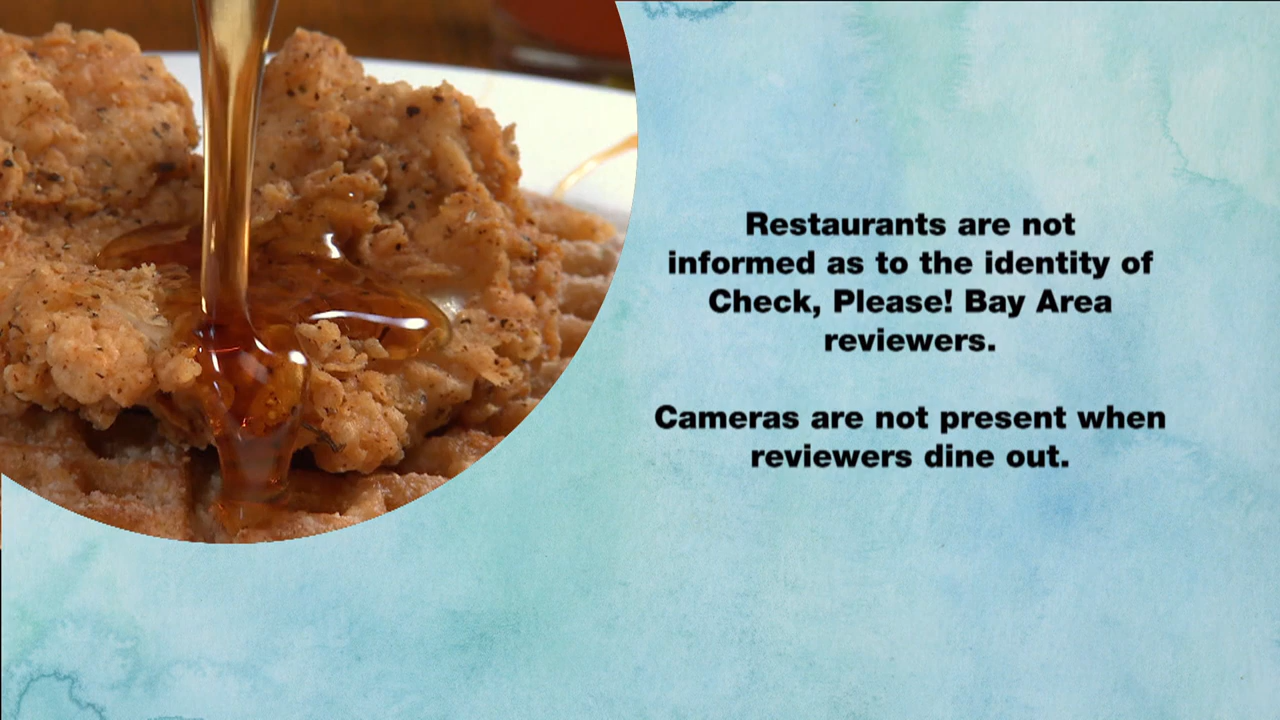 Restaurants are not
informed as to the identity of
Check, Please! Bay Area
reviewers.
Cameras are not present when
reviewers dine out.